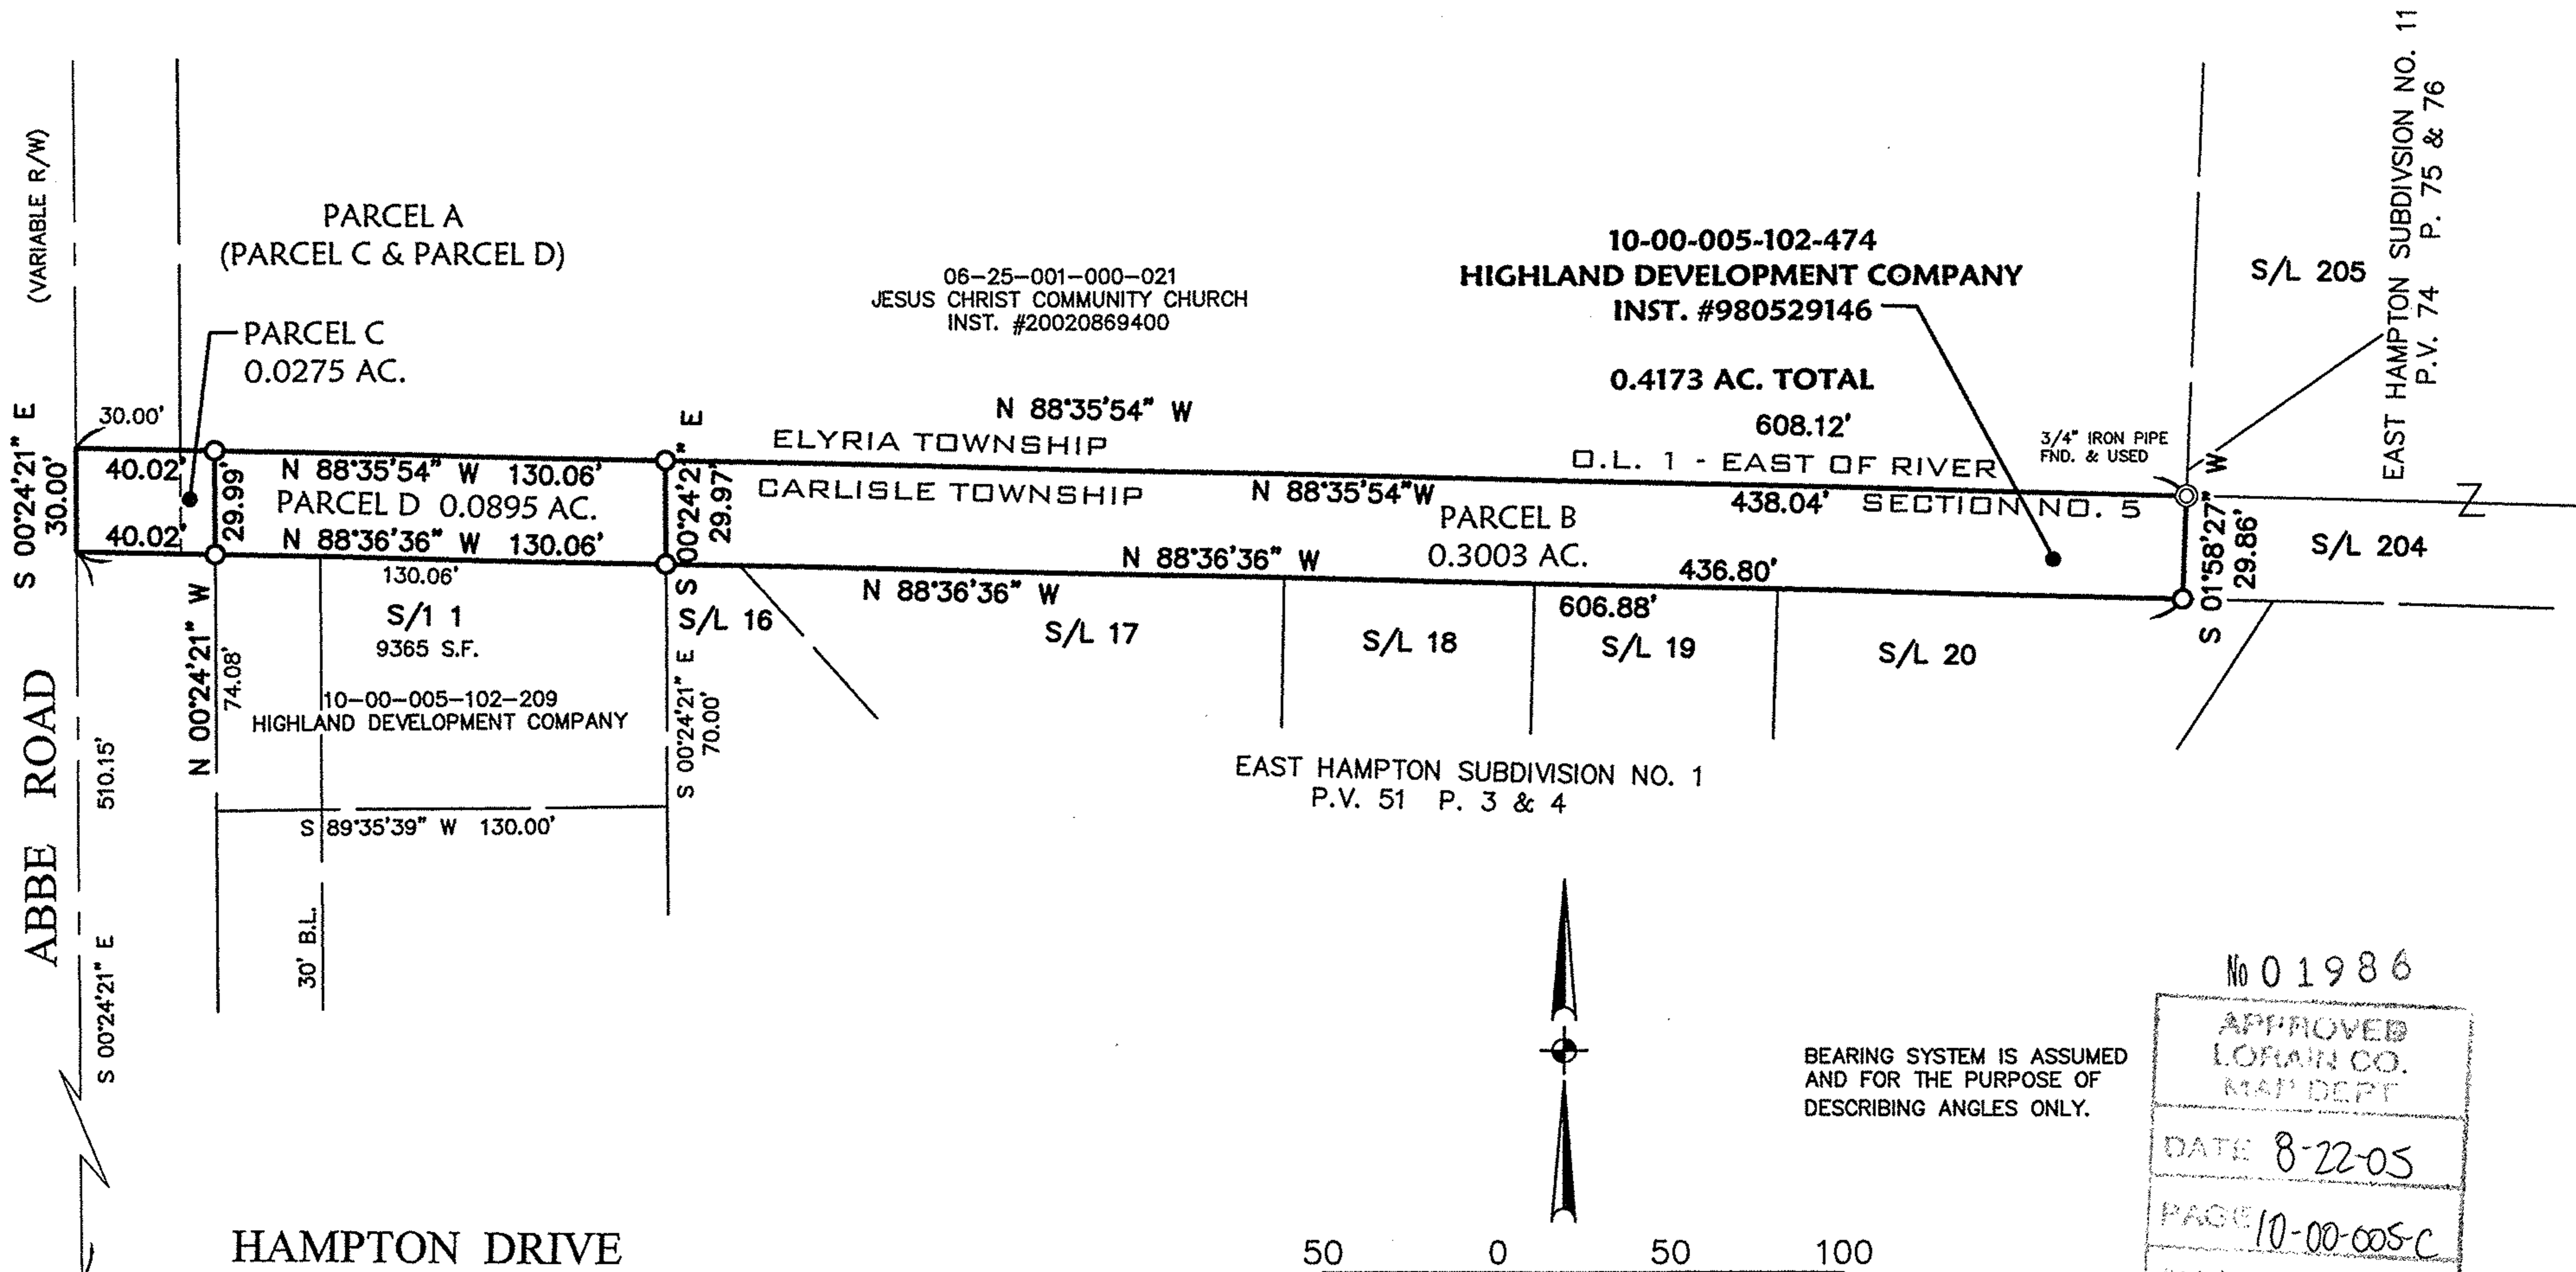 (VARIABLE R/W)
PARCEL A
(PARCEL C & PARCEL D)
PARCEL C
0.0275 AC.
06-25-001-000-021
JESUS CHRIST COMMUNITY CHURCH
INST. #20020869400
10-00-005-102-474
HIGHLAND DEVELOPMENT COMPANY
INST. #980529146
0.4173 AC. TOTAL
608.12'
S/L 205
EAST HAMPTON SUBDIVSION NO. 11
P.V. 74 P. 75 & 76
S 00°24'21" E
30.00'
30.00'
40.02'
40.02'
29.99'
N 88°35'54" W 130.06'
PARCEL D 0.0895 AC.
N 88°36'36" W 130.06'
130.06'
S 00°24'21" E
29.97'
N 88°35'54" W
ELYRIA TOWNSHIP
CARLISLE TOWNSHIP
N 88°35'54"W
O.L. 1 - EAST OF RIVER
438.04' SECTION NO. 5
3/4" IRON PIPE
FND. & USED
PARCEL B
0.3003 AC.
N 88°36'36" W
436.80'
N 88°36'36" W
606.88'
S 01°58'27" W
29.86'
S/L 204
S/1 1
9365 S.F.
10-00-005-102-209
HIGHLAND DEVELOPMENT COMPANY
N 00°24'21" W
74.08'
S/L 16
S/L 17
S/L 18
S/L 19
S/L 20
S 00°24'21" E
70.00'
S 89°35'39" W 130.00'
30' B.L.
EAST HAMPTON SUBDIVISION NO. 1
P.V. 51 P. 3 & 4
ABBE ROAD
510.15'
S 00°24'21" E
HAMPTON DRIVE
BEARING SYSTEM IS ASSUMED
AND FOR THE PURPOSE OF
DESCRIBING ANGLES ONLY.
No 01986
APPROVED
LORAIN CO.
MAP DEPT
DATE 8-22-05
PAGE 10-00-005-C
50 0 50 100